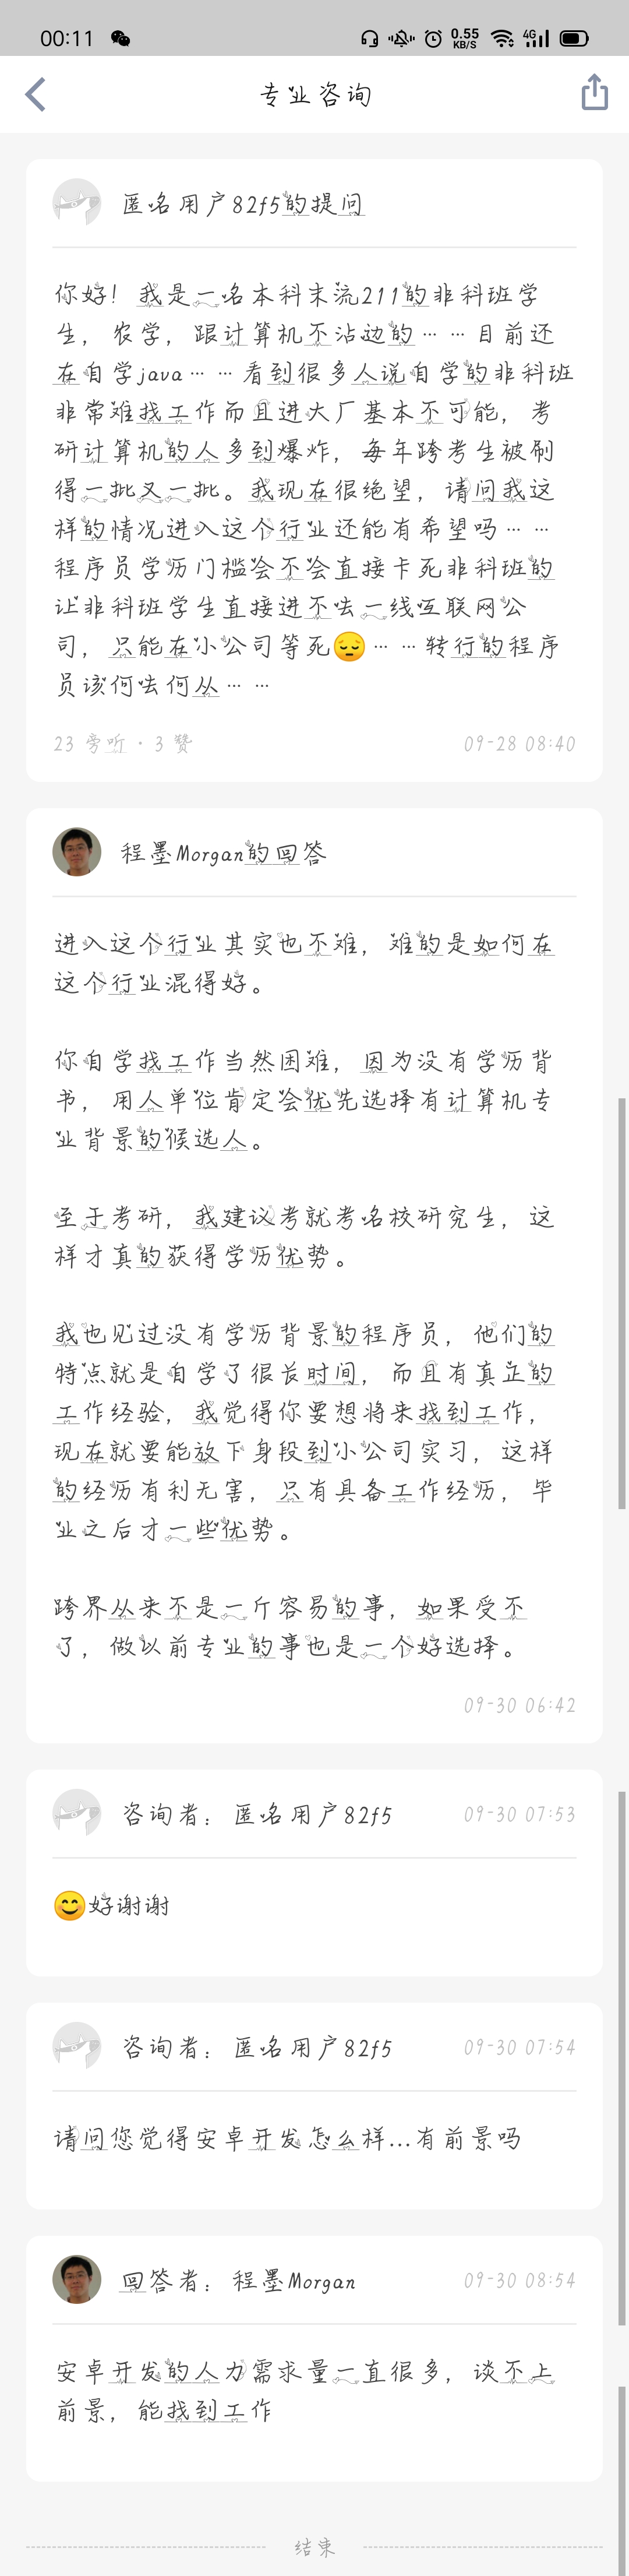 00:11
0.55 KB/S
4G
专业咨询
匿名用户82f5的提问
你好！我是一名本科末流211的非科班学
生，农学，跟计算机不沾边的……目前还
在自学java……看到很多人说自学的非科班
非常难找工作而且进大厂基本不可能，考
研计算机的人多到爆炸，每年跨考生被刷
得一批又一批。我现在很绝望，请问我这
样的情况进入这个行业还能有希望吗……
程序员学历门槛会不会直接卡死非科班的
让非科班学生直接进不去一线互联网公
司，只能在小公司等死😔……转行的程序
员该何去何从……
23 旁听 · 3 赞
09-28 08:40
程墨Morgan的回答
进入这个行业其实也不难，难的是如何在
这个行业混得好。
你自学找工作当然困难，因为没有学历背
书，用人单位肯定会优先选择有计算机专
业背景的候选人。
至于考研，我建议考就考名校研究生，这
样才真的获得学历优势。
我也见过没有学历背景的程序员，他们的
特点就是自学了很长时间，而且有真正的
工作经验，我觉得你要想将来找到工作，
现在就要能放下身段到小公司实习，这样
的经历有利无害，只有具备工作经历，毕
业之后才一些优势。
跨界从来不是一斤容易的事，如果受不
了，做以前专业的事也是一个好选择。
09-30 06:42
咨询者：匿名用户82f5
09-30 07:53
😊好谢谢
咨询者：匿名用户82f5
09-30 07:54
请问您觉得安卓开发怎么样...有前景吗
回答者：程墨Morgan
09-30 08:54
安卓开发的人力需求量一直很多，谈不上
前景，能找到工作
结束